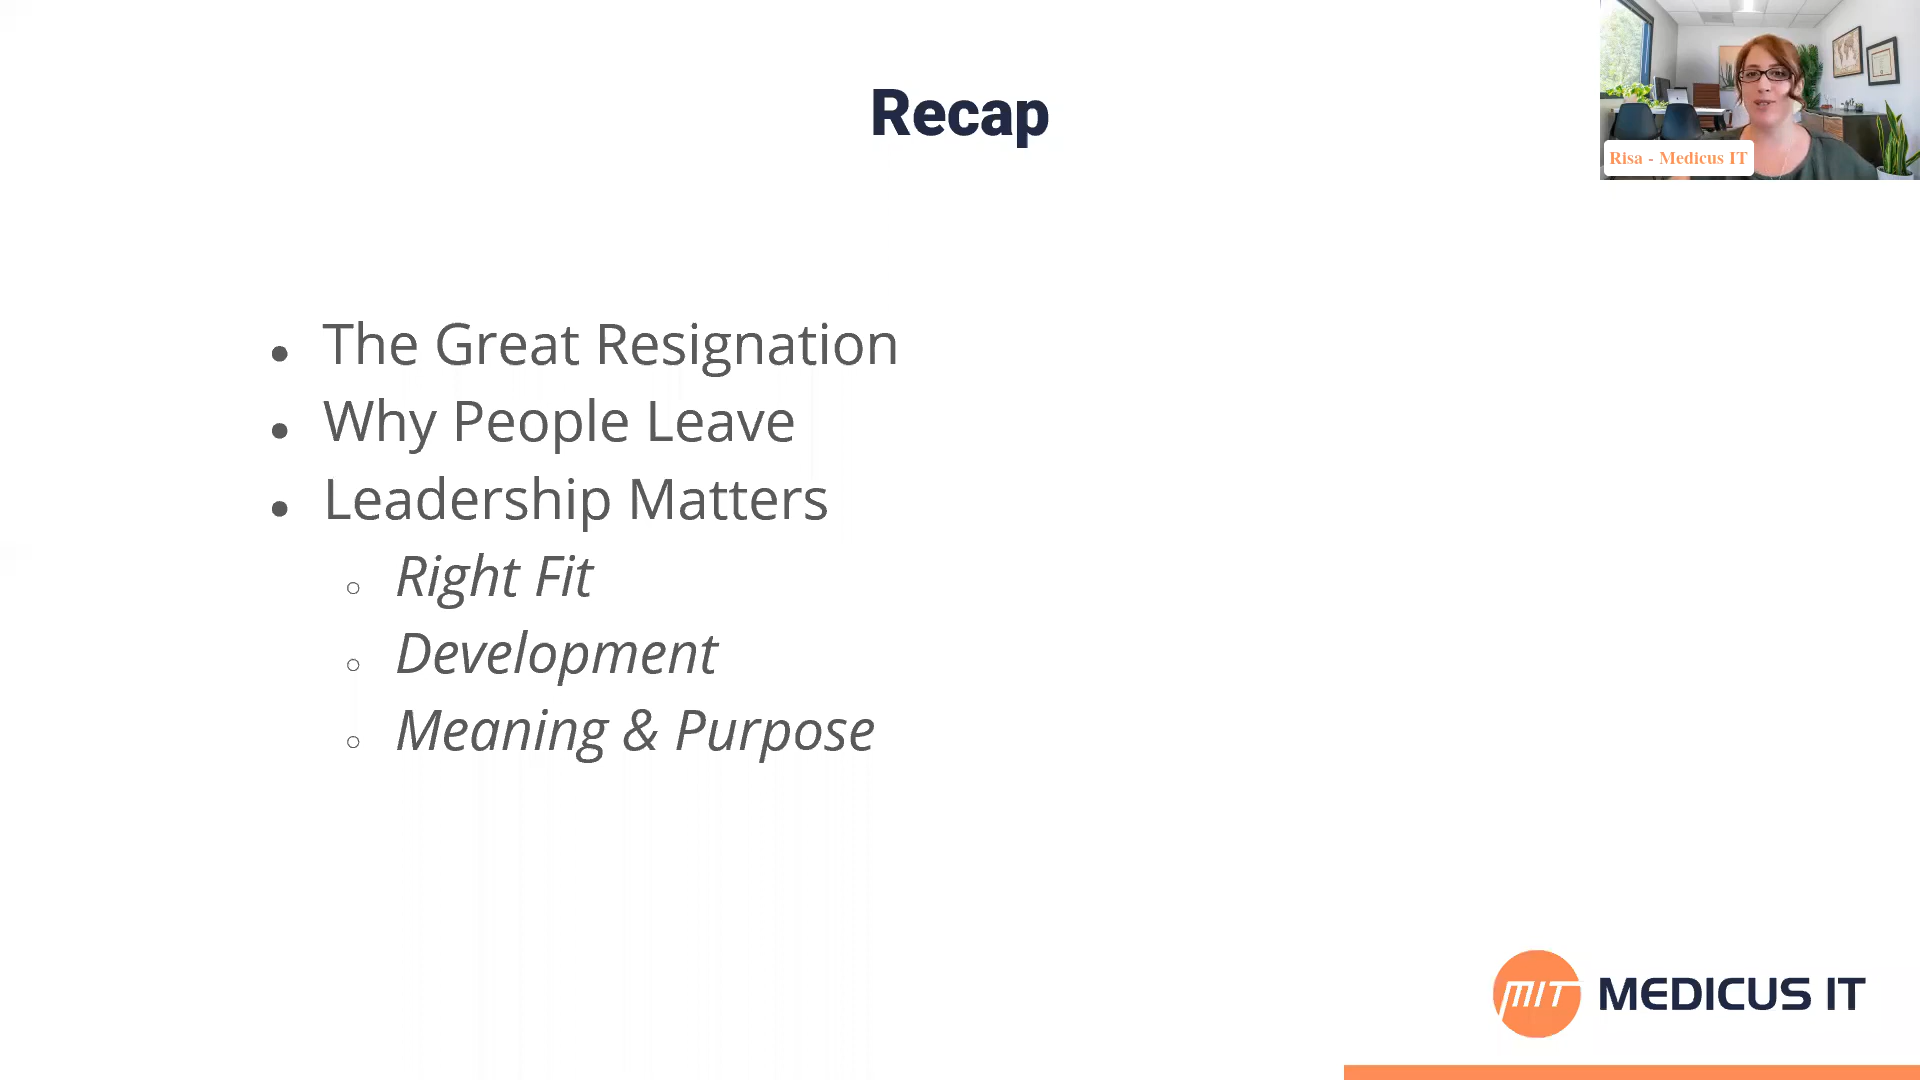 Recap
Risa - Medicus IT
The Great Resignation
Why People Leave
Leadership Matters
Right Fit
Development
Meaning & Purpose
MIT MEDICUS IT